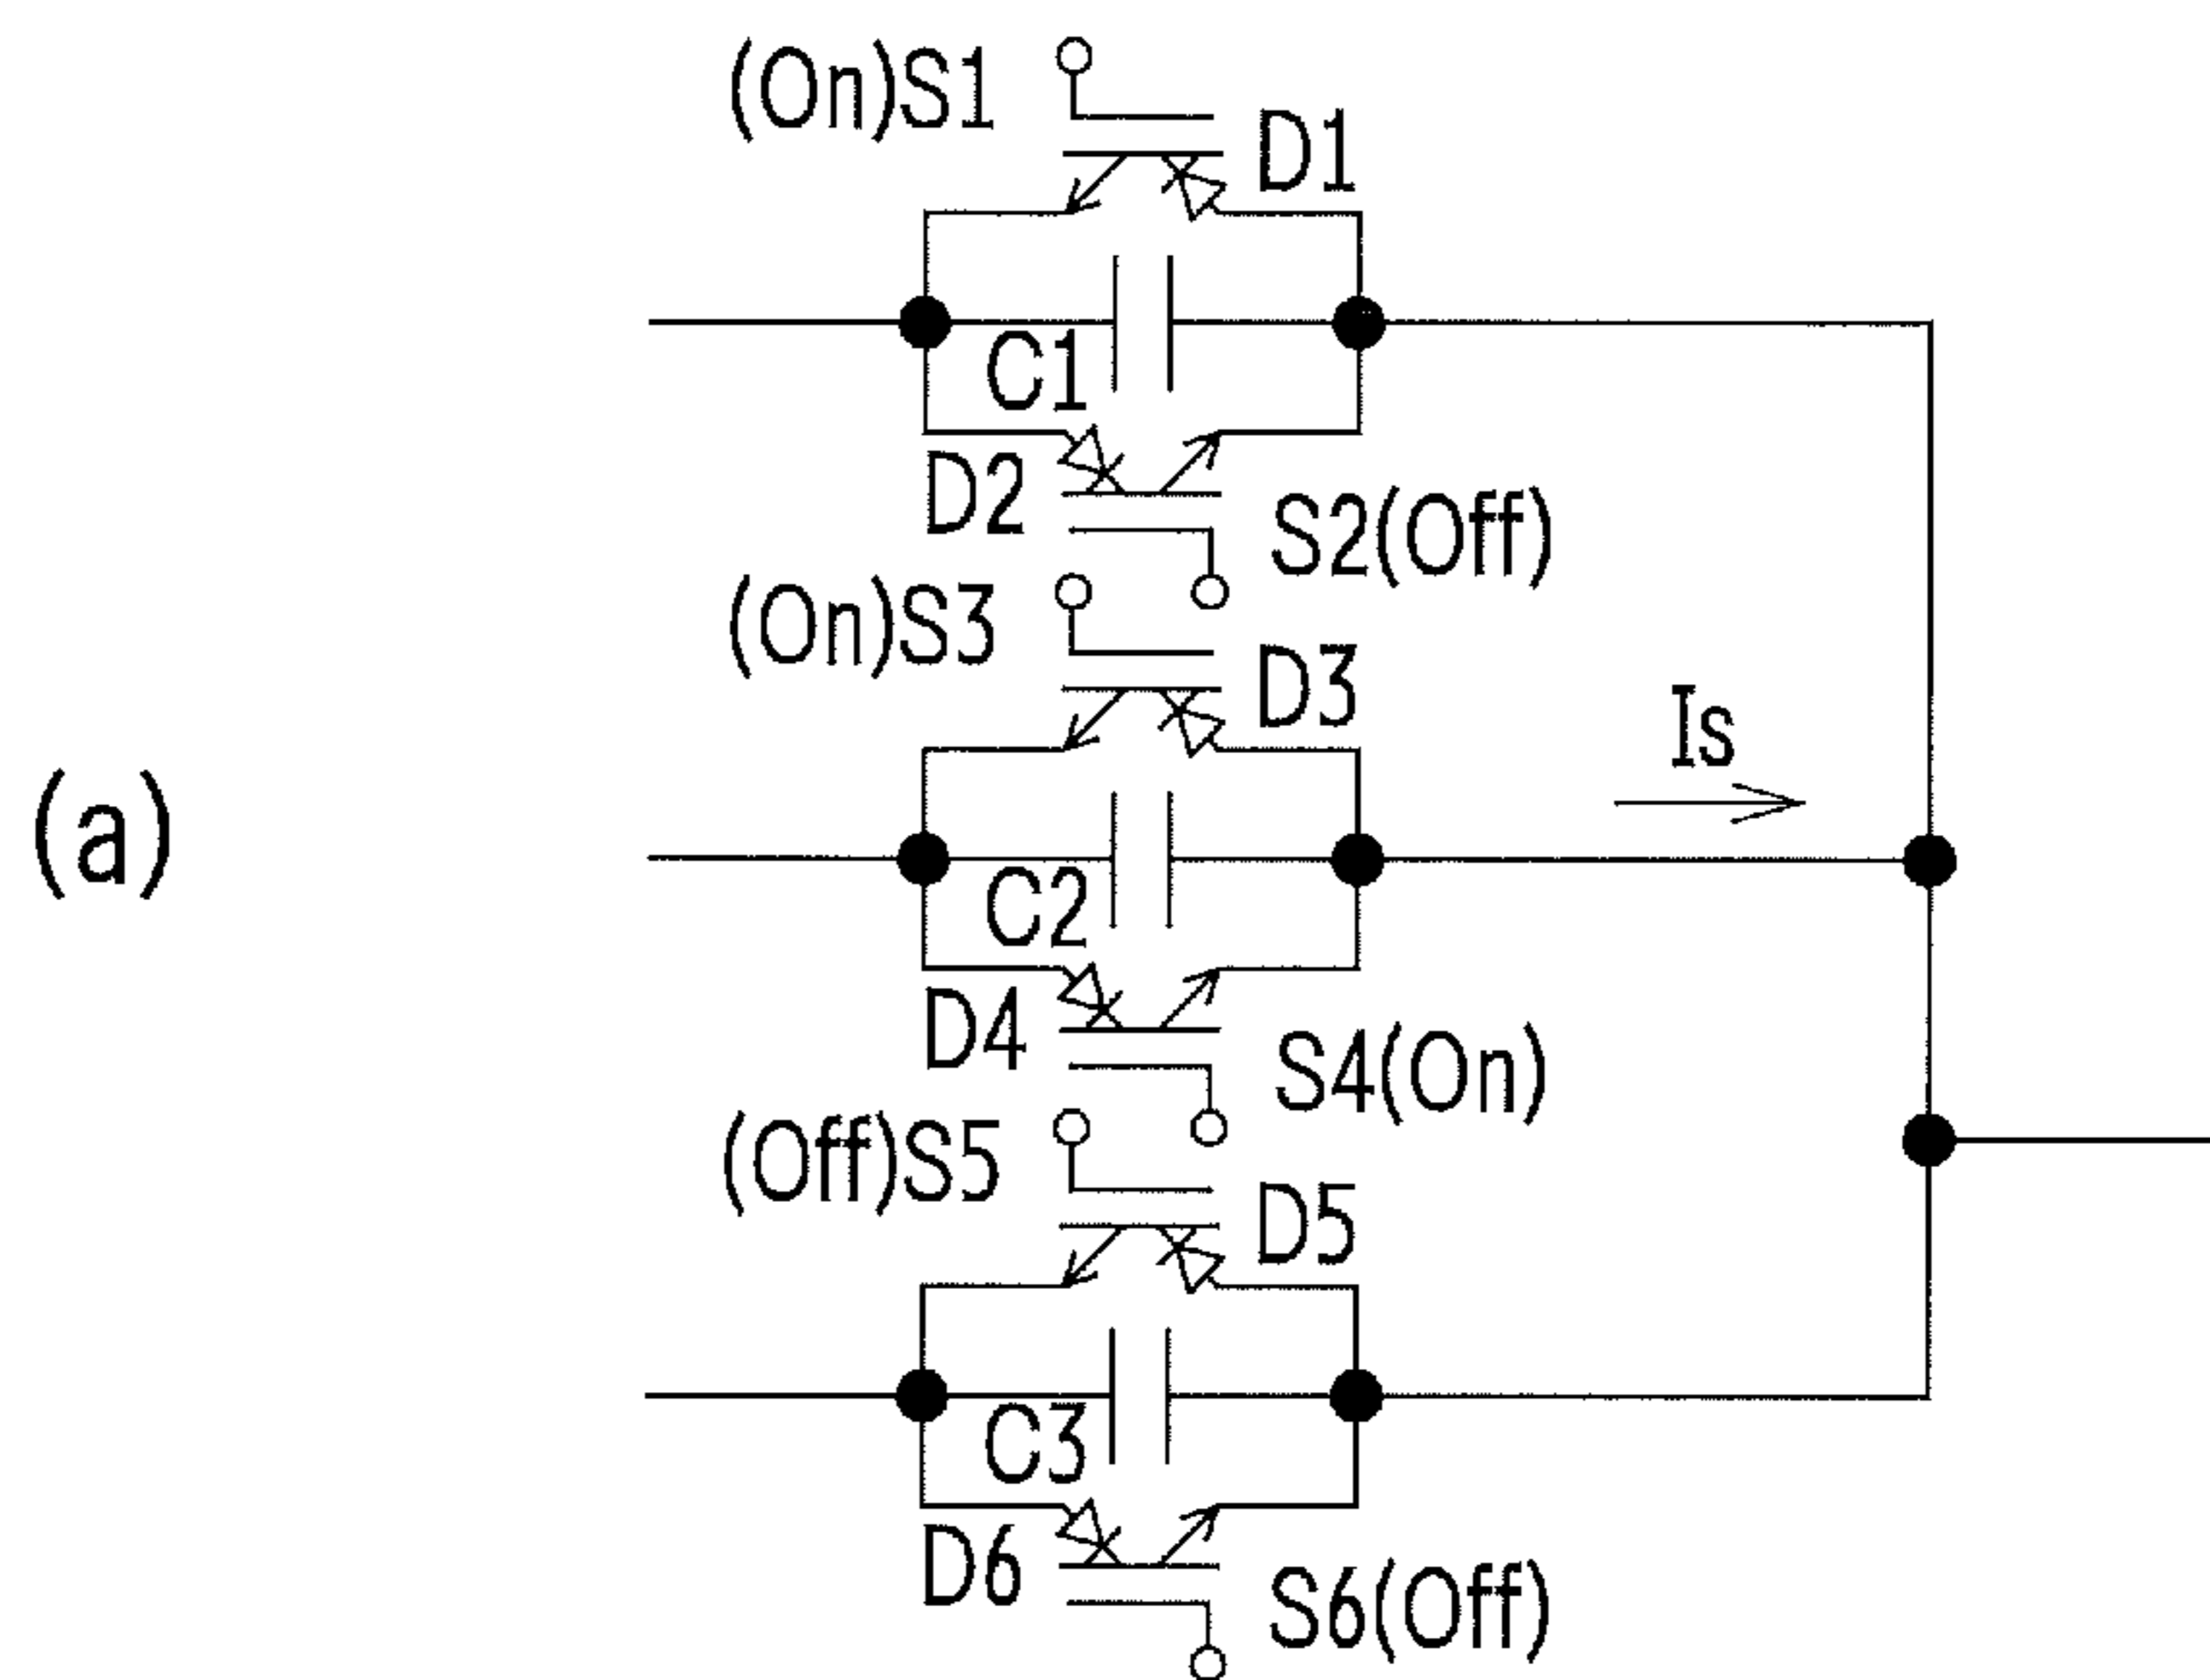 (On)S1
D1
C1
D2
S2(Off)
(On)S3
D3
Is
(a)
C2
D4
S4(On)
(Off)S5
D5
C3
D6
S6(Off)